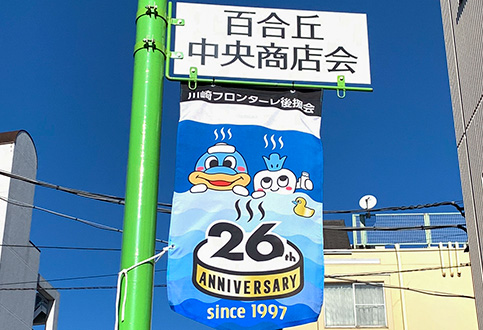 百合丘
中央商店会
川崎フロンターレ後援会
26th
ANNIVERSARY
since 1997